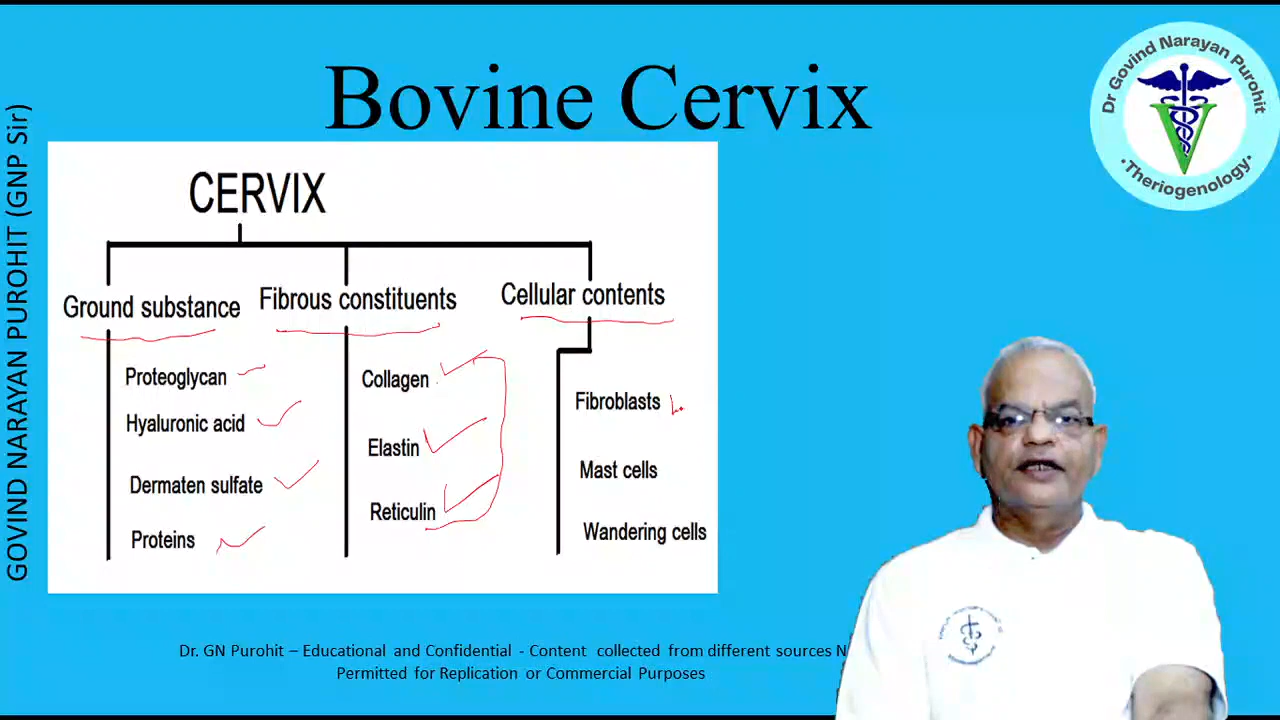 Bovine Cervix
Dr Govind Narayan Purohit
•Theriogenology•
GOVIND NARAYAN PUROHIT (GNP Sir)
CERVIX
Ground substance
Proteoglycan
Hyaluronic acid
Dermaten sulfate
Proteins
Fibrous constituents
Collagen
Elastin
Reticulin
Cellular contents
Fibroblasts
Mast cells
Wandering cells
Dr. GN Purohit – Educational and Confidential - Content collected from different sources N
Permitted for Replication or Commercial Purposes